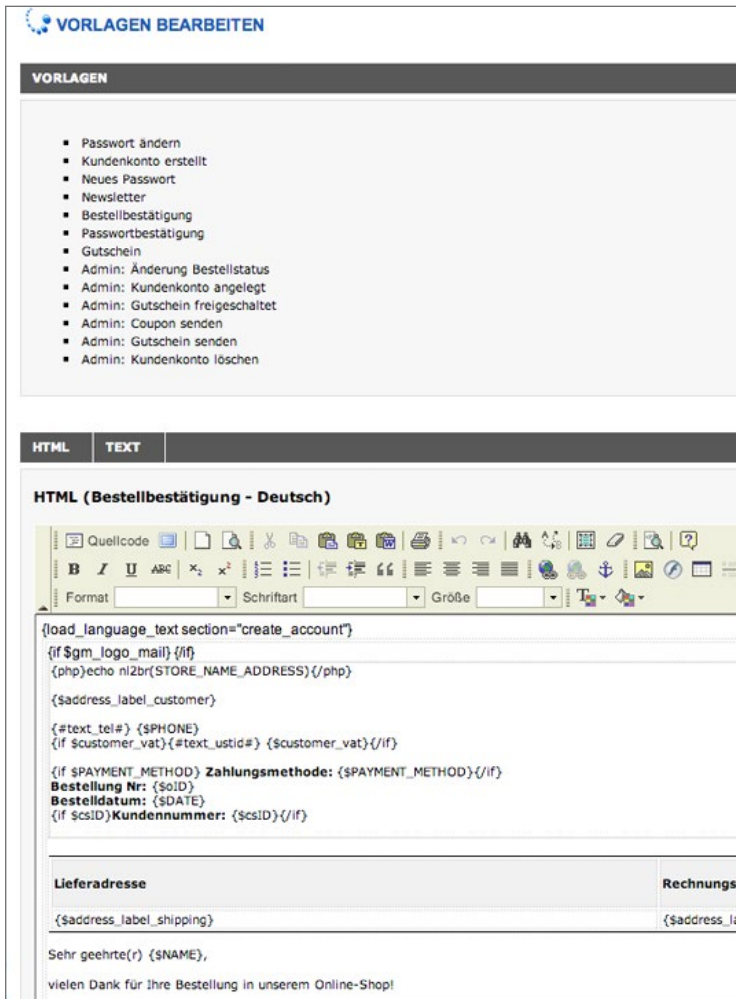 VORLAGEN BEARBEITEN
VORLAGEN
Passwort ändern
Kundenkonto erstellt
Neues Passwort
Newsletter
Bestellbestätigung
Passwortbestätigung
Gutschein
Admin: Änderung Bestellstatus
Admin: Kundenkonto angelegt
Admin: Gutschein freigeschaltet
Admin: Coupon senden
Admin: Gutschein senden
Admin: Kundenkonto löschen
HTML TEXT
HTML (Bestellbestätigung - Deutsch)
Quellcode
B I U ABC x₂ x²
Format Schriftart Größe
{load_language_text section="create_account"}
{if $gm_logo_mail} {/if}
{php}echo nl2br(STORE_NAME_ADDRESS){/php}
{$address_label_customer}
{#text_tel#} {$PHONE}
{if $customer_vat}{#text_ustid#} {$customer_vat}{/if}
{if $PAYMENT_METHOD} Zahlungsmethode: {$PAYMENT_METHOD}{/if}
Bestellung Nr: {$oID}
Bestelldatum: {$DATE}
{if $csID}Kundennummer: {$csID}{/if}
Lieferadresse Rechnungs
{$address_label_shipping} {$address_la
Sehr geehrte(r) {$NAME},
vielen Dank für Ihre Bestellung in unserem Online-Shop!